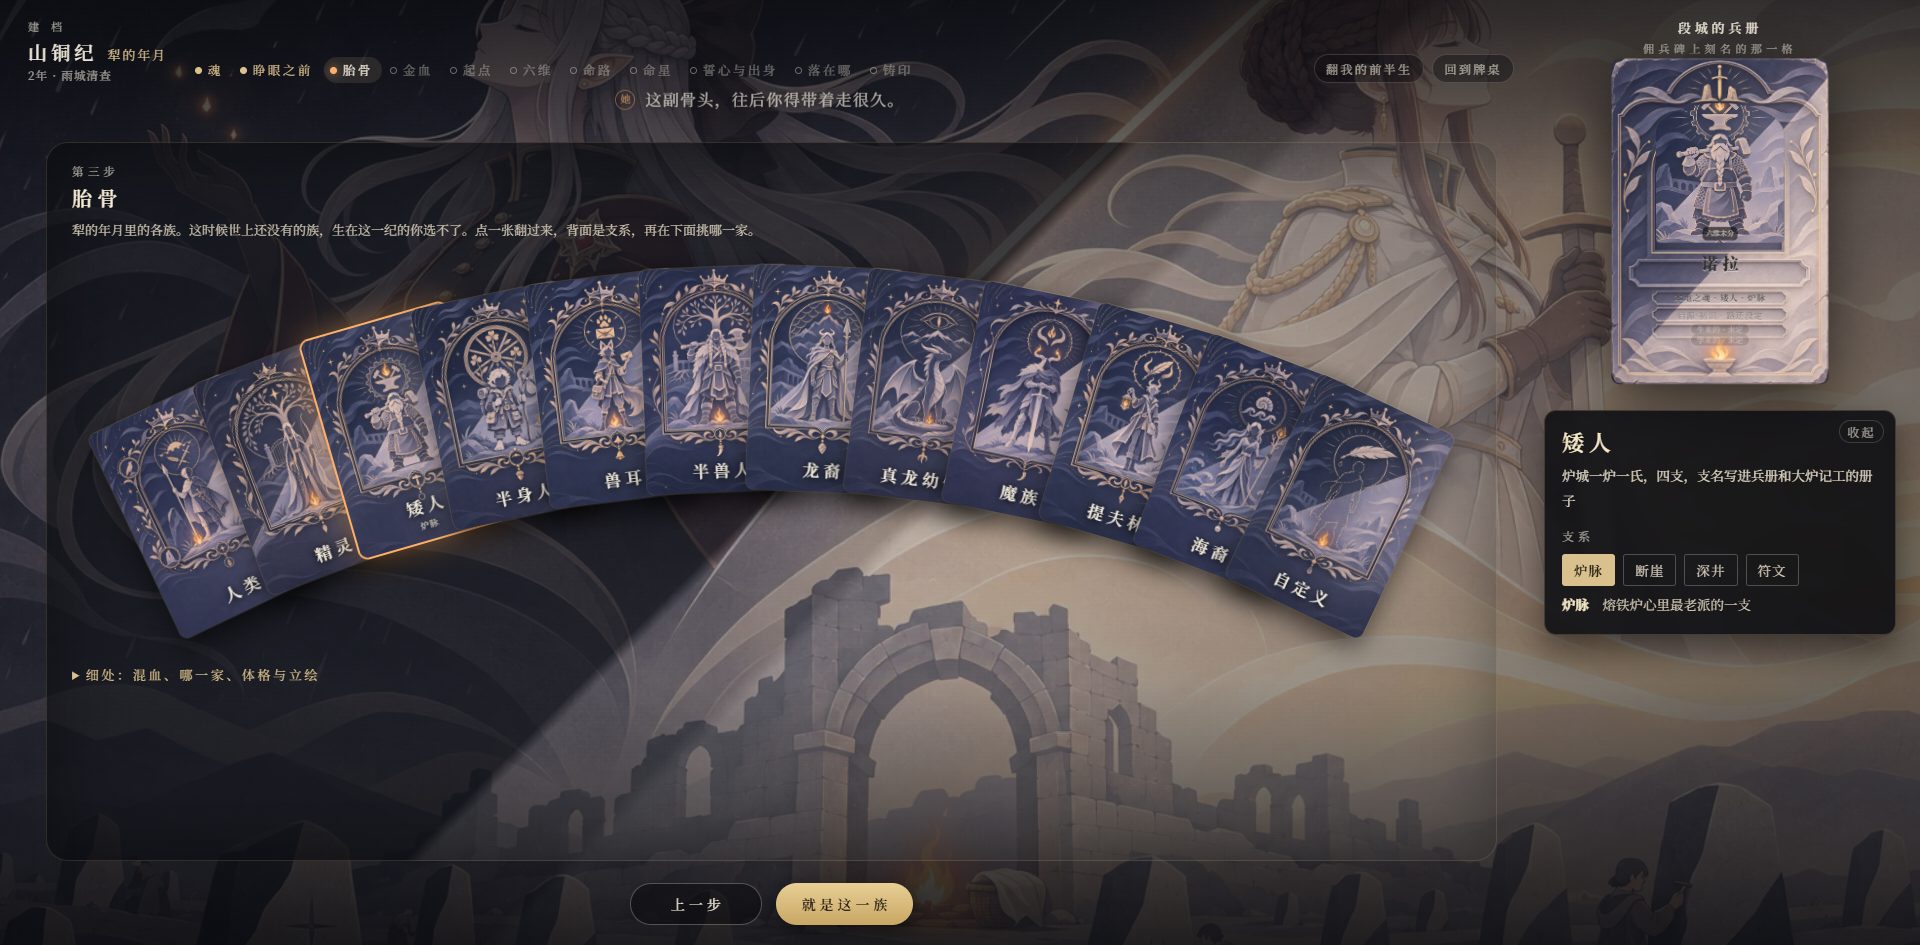 建 档
山铜纪 犁的年月
2年 · 雨城清查
魂 睁眼之前 胎骨 金血 起点 六维 命路 命星 誓心与出身 落在哪 铸印
她 这副骨头，往后你得带着走很久。
翻我的前半生 回到牌桌
第三步
胎骨
犁的年月里的各族。这时候世上还没有的族，生在这一纪的你选不了。点一张翻过来，背面是支系，再在下面挑哪一家。
人类
精灵
矮人
炉脉
半身人
兽耳
半兽人
龙裔
真龙幼
魔族
提夫林
海裔
自定义
▶ 细处：混血、哪一家、体格与立绘
上一步 就是这一族
段城的兵册
佣兵碑上刻名的那一格
六维未分
诺拉
之魂 · 矮人 · 炉脉
矮人 收起
炉城一炉一氏，四支，支名写进兵册和大炉记工的册
子
支系
炉脉 断崖 深井 符文
炉脉 熔铁炉心里最老派的一支